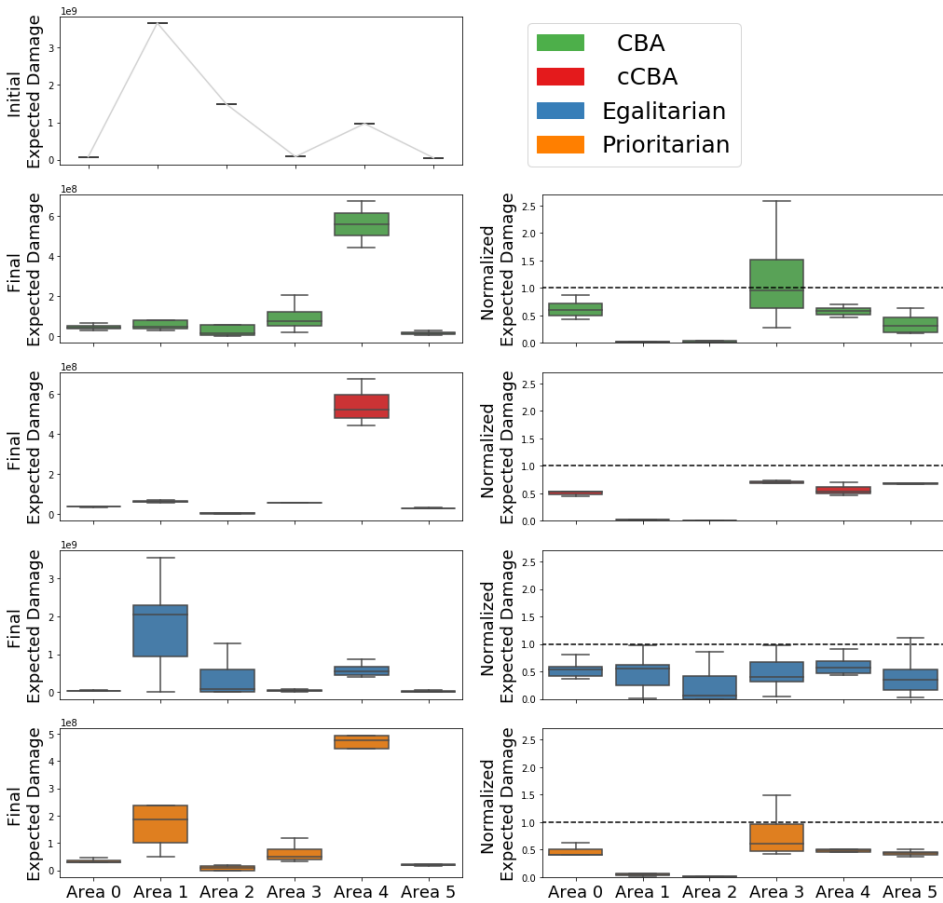 1e9
Initial
Expected Damage
3
2
1
0
CBA
cCBA
Egalitarian
Prioritarian
1e8
Final
Expected Damage
6
4
2
0
Normalized
Expected Damage
2.5
2.0
1.5
1.0
0.5
0.0
1e8
Final
Expected Damage
6
4
2
0
Normalized
Expected Damage
2.5
2.0
1.5
1.0
0.5
0.0
1e9
Final
Expected Damage
3
2
1
0
Normalized
Expected Damage
2.5
2.0
1.5
1.0
0.5
0.0
1e8
Final
Expected Damage
5
4
3
2
1
0
Normalized
Expected Damage
2.5
2.0
1.5
1.0
0.5
0.0
Area 0 Area 1 Area 2 Area 3 Area 4 Area 5
Area 0 Area 1 Area 2 Area 3 Area 4 Area 5